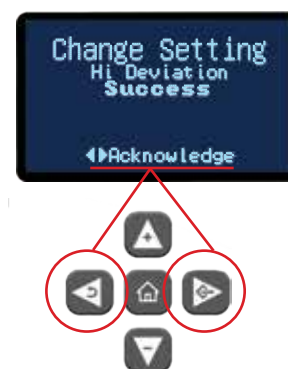 Change Setting
Hi Deviation
Success
◀▶Acknowledge
+
-